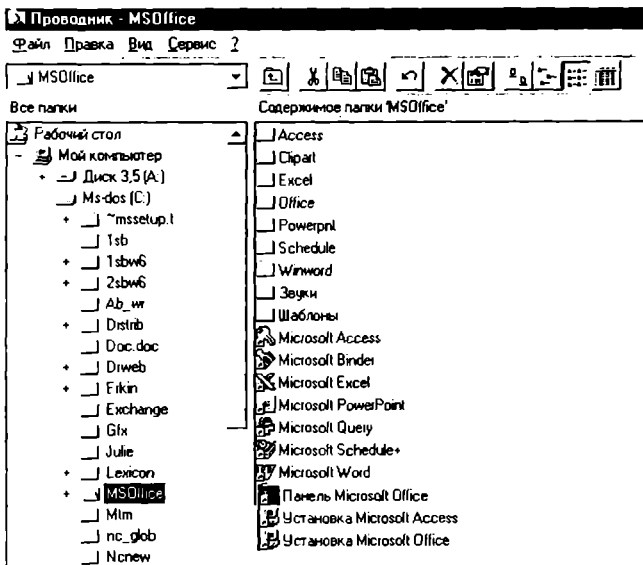 Проводник - MSOffice
Файл Правка Вид Сервис ?
MSOffice
Все папки
Содержимое папки 'MSOffice'
Рабочий стол
Мой компьютер
Диск 3,5 (A:)
Ms-dos (C:)
~mssetup.t
1sb
1sbw6
2sbw6
Ab_wr
Distrib
Doc.doc
Drweb
Erkin
Exchange
Gfx
Julie
Lexicon
MSOffice
Mtm
nc_glob
Ncnew
Access
Clipart
Excel
Office
Powerpnt
Schedule
Winword
Звуки
Шаблоны
Microsoft Access
Microsoft Binder
Microsoft Excel
Microsoft PowerPoint
Microsoft Query
Microsoft Schedule+
Microsoft Word
Панель Microsoft Office
Установка Microsoft Access
Установка Microsoft Office